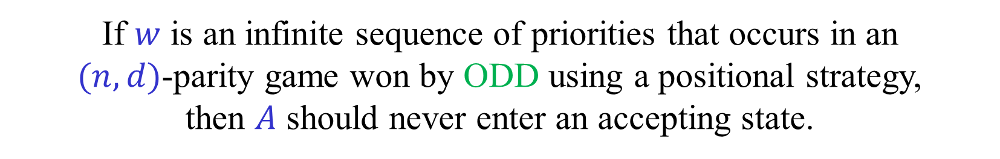 If w is an infinite sequence of priorities that occurs in an
(n, d)-parity game won by ODD using a positional strategy,
then A should never enter an accepting state.